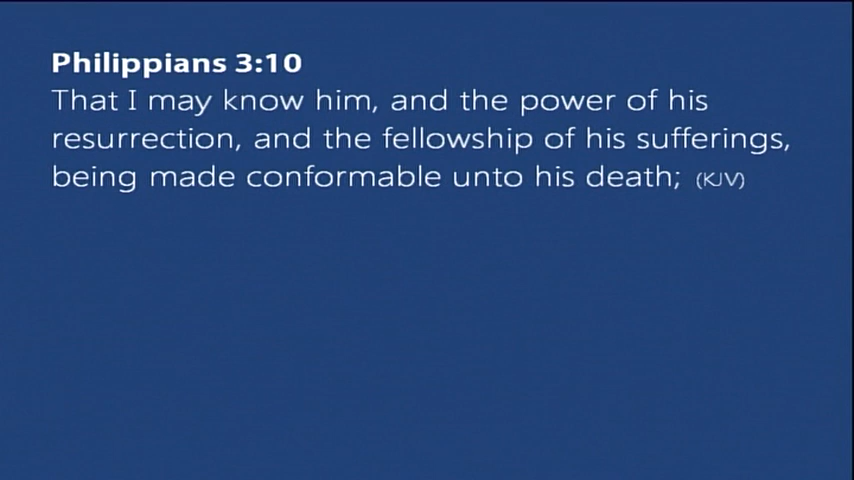 Philippians 3:10
That I may know him, and the power of his
resurrection, and the fellowship of his sufferings,
being made conformable unto his death; (KJV)